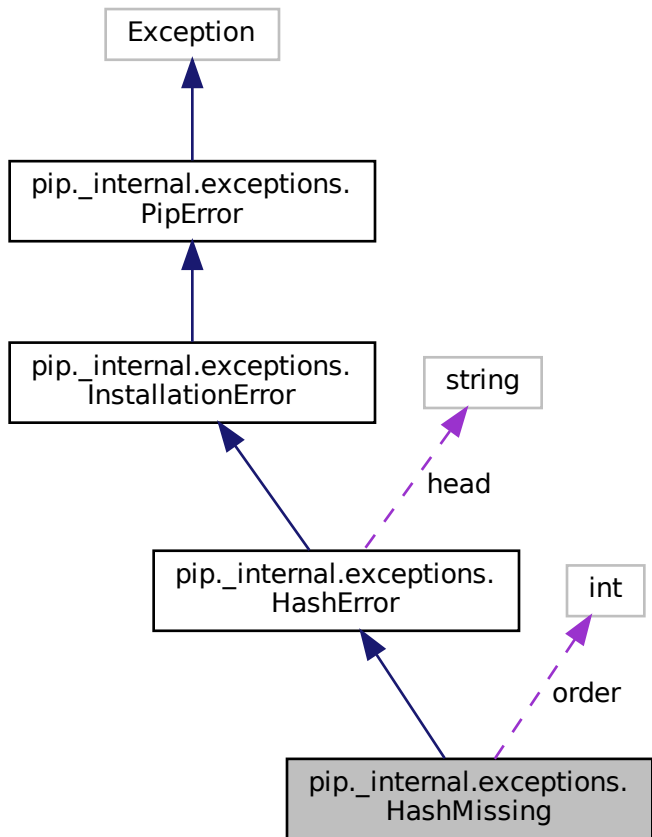 Exception
pip._internal.exceptions.
PipError
pip._internal.exceptions.
InstallationError
string
head
pip._internal.exceptions.
HashError
int
order
pip._internal.exceptions.
HashMissing